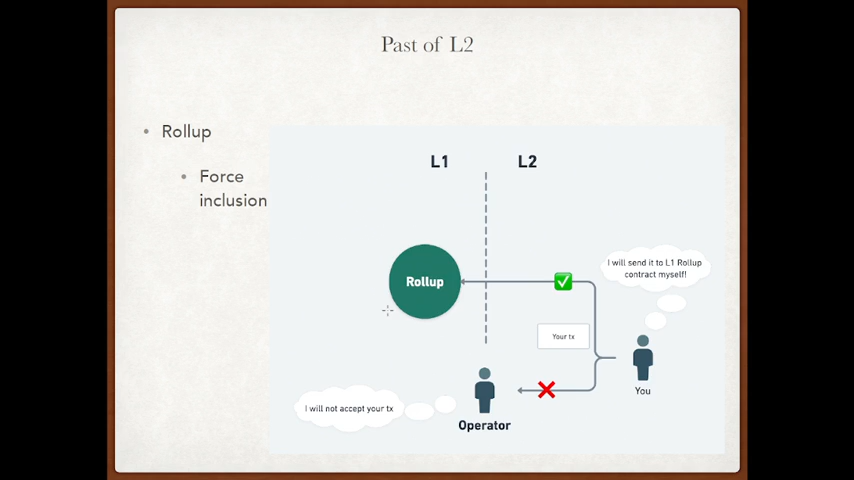 Past of L2
• Rollup
• Force
inclusion
L1
L2
I will send it to L1 Rollup
contract myself!
Rollup
Your tx
You
I will not accept your tx
Operator